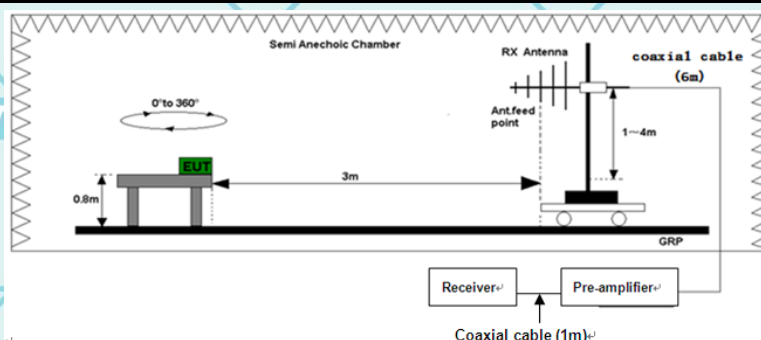 Semi Anechoic Chamber
RX Antenna
coaxial cable
(6m)
0°to 360°
Ant.feed
point
1~4m
EUT
3m
0.8m
GRP
Receiver↵
Pre-amplifier↵
Coaxial cable (1m)↵